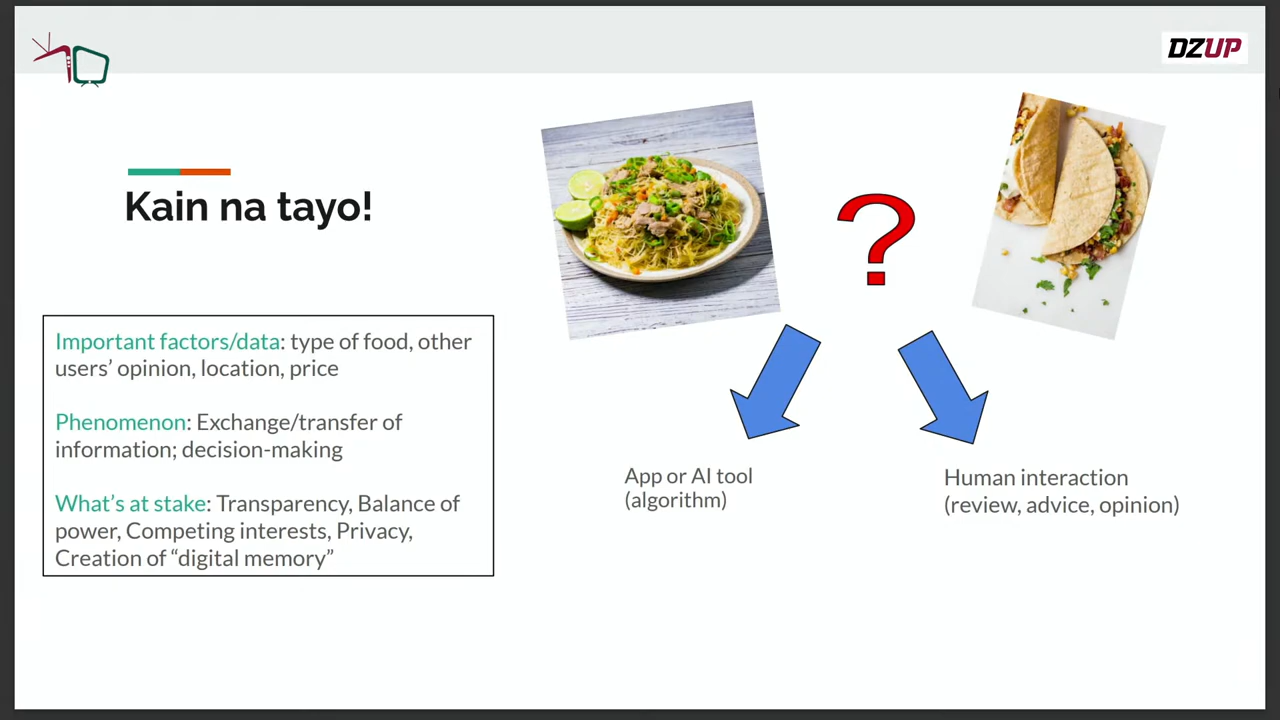 DZUP
Kain na tayo!
?
Important factors/data: type of food, other
users’ opinion, location, price
Phenomenon: Exchange/transfer of
information; decision-making
What’s at stake: Transparency, Balance of
power, Competing interests, Privacy,
Creation of “digital memory”
App or AI tool
(algorithm)
Human interaction
(review, advice, opinion)